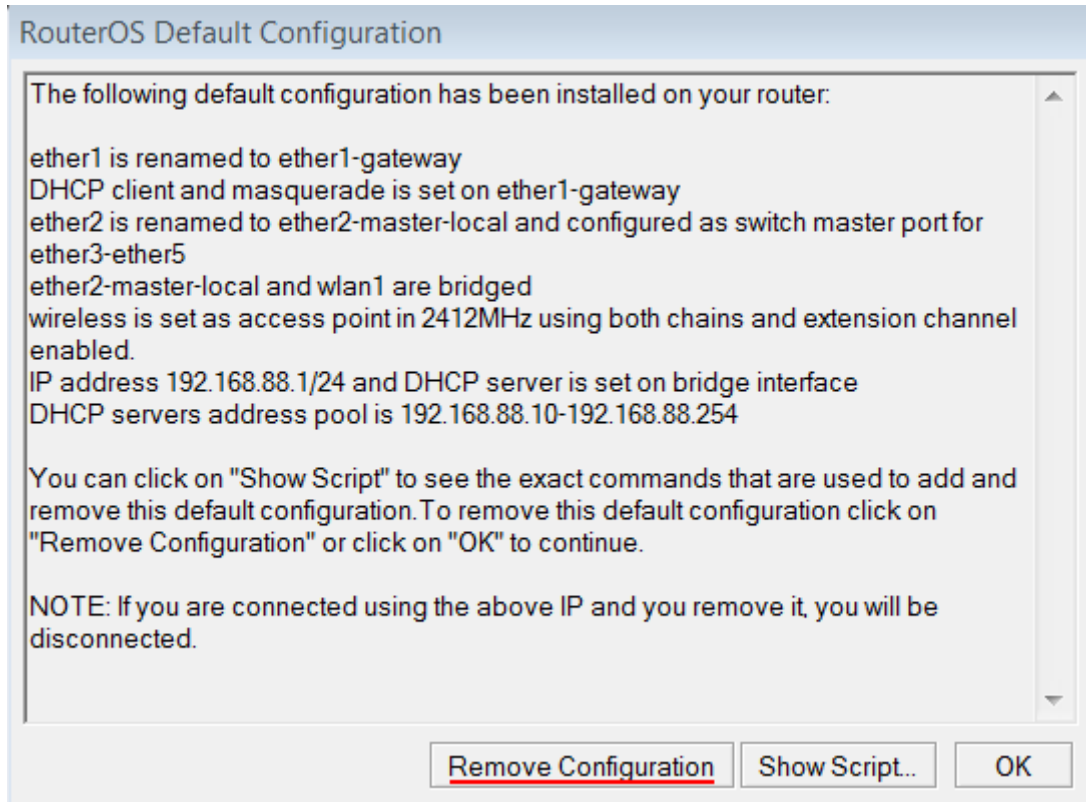 RouterOS Default Configuration
The following default configuration has been installed on your router:
ether1 is renamed to ether1-gateway
DHCP client and masquerade is set on ether1-gateway
ether2 is renamed to ether2-master-local and configured as switch master port for
ether3-ether5
ether2-master-local and wlan1 are bridged
wireless is set as access point in 2412MHz using both chains and extension channel
enabled.
IP address 192.168.88.1/24 and DHCP server is set on bridge interface
DHCP servers address pool is 192.168.88.10-192.168.88.254
You can click on "Show Script" to see the exact commands that are used to add and
remove this default configuration.To remove this default configuration click on
"Remove Configuration" or click on "OK" to continue.
NOTE: If you are connected using the above IP and you remove it, you will be
disconnected.
Remove Configuration Show Script... OK